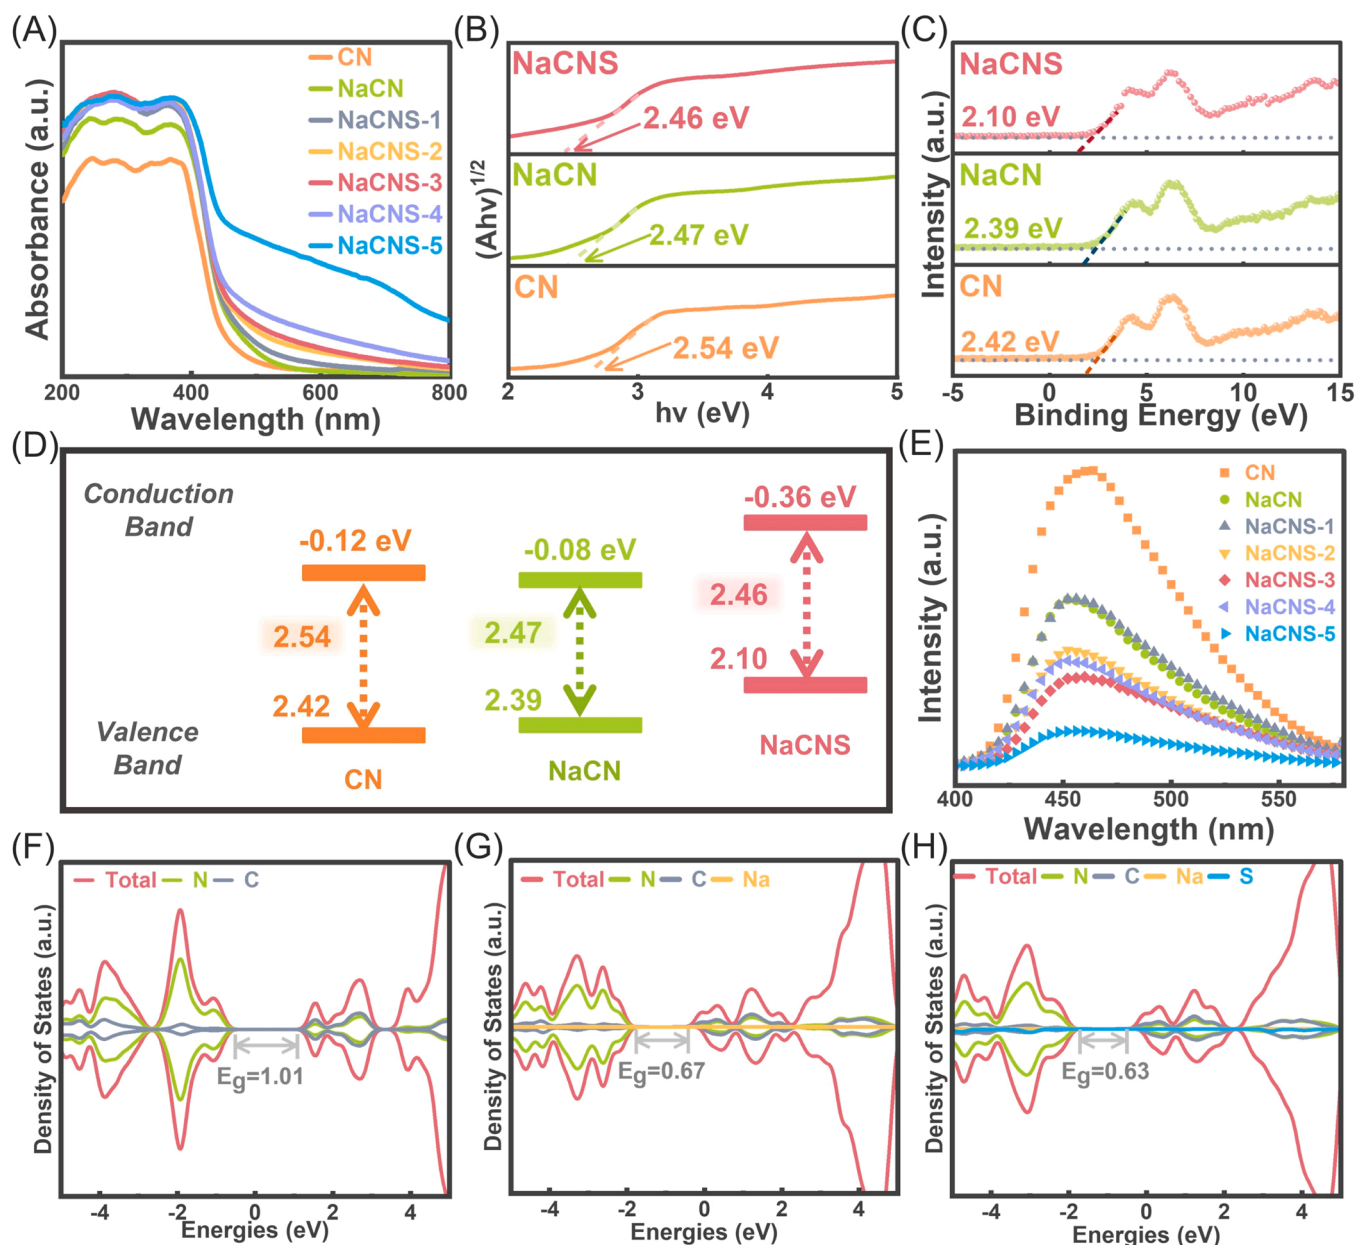 (A)
Absorbance (a.u.)
CN
NaCN
NaCNS-1
NaCNS-2
NaCNS-3
NaCNS-4
NaCNS-5
200 400 600 800
Wavelength (nm)
(B)
(Ahν)1/2
NaCNS
2.46 eV
NaCN
2.47 eV
CN
2.54 eV
2 3 4 5
hν (eV)
(C)
Intensity (a.u.)
NaCNS
2.10 eV
NaCN
2.39 eV
CN
2.42 eV
-5 0 5 10 15
Binding Energy (eV)
(D)
Conduction
Band
-0.12 eV
-0.08 eV
-0.36 eV
2.54
2.47
2.46
2.42
2.39
2.10
Valence
Band
CN
NaCN
NaCNS
(E)
Intensity (a.u.)
CN
NaCN
NaCNS-1
NaCNS-2
NaCNS-3
NaCNS-4
NaCNS-5
400 450 500 550
Wavelength (nm)
(F)
Density of States (a.u.)
Total N C
Eg=1.01
-4 -2 0 2 4
Energies (eV)
(G)
Density of States (a.u.)
Total N C Na
Eg=0.67
-4 -2 0 2 4
Energies (eV)
(H)
Density of States (a.u.)
Total N C Na S
Eg=0.63
-4 -2 0 2 4
Energies (eV)